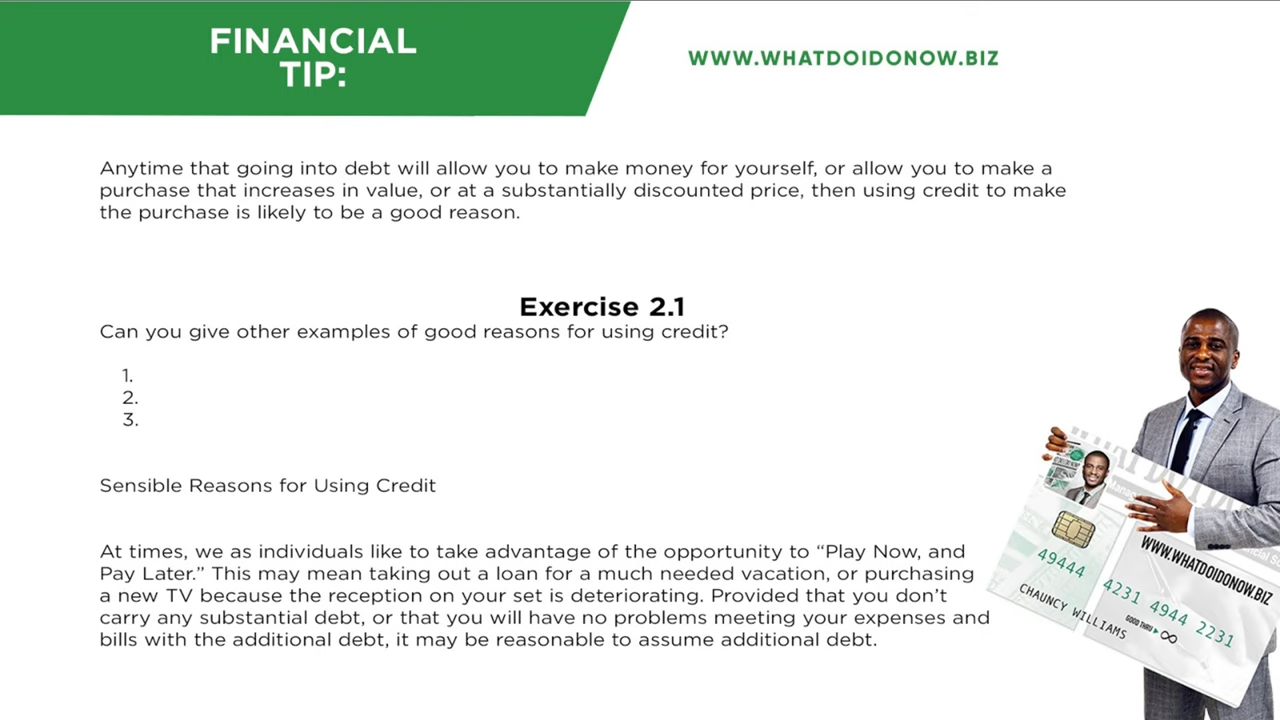 FINANCIAL
TIP:
WWW.WHATDOIDONOW.BIZ
Anytime that going into debt will allow you to make money for yourself, or allow you to make a
purchase that increases in value, or at a substantially discounted price, then using credit to make
the purchase is likely to be a good reason.
Exercise 2.1
Can you give other examples of good reasons for using credit?
1.
2.
3.
Sensible Reasons for Using Credit
At times, we as individuals like to take advantage of the opportunity to “Play Now, and
Pay Later.” This may mean taking out a loan for a much needed vacation, or purchasing
a new TV because the reception on your set is deteriorating. Provided that you don’t
carry any substantial debt, or that you will have no problems meeting your expenses and
bills with the additional debt, it may be reasonable to assume additional debt.
WWW.WHATDOIDONOW.BIZ
49444 4231 4944 2231
GOOD THRU
CHAUNCY WILLIAMS